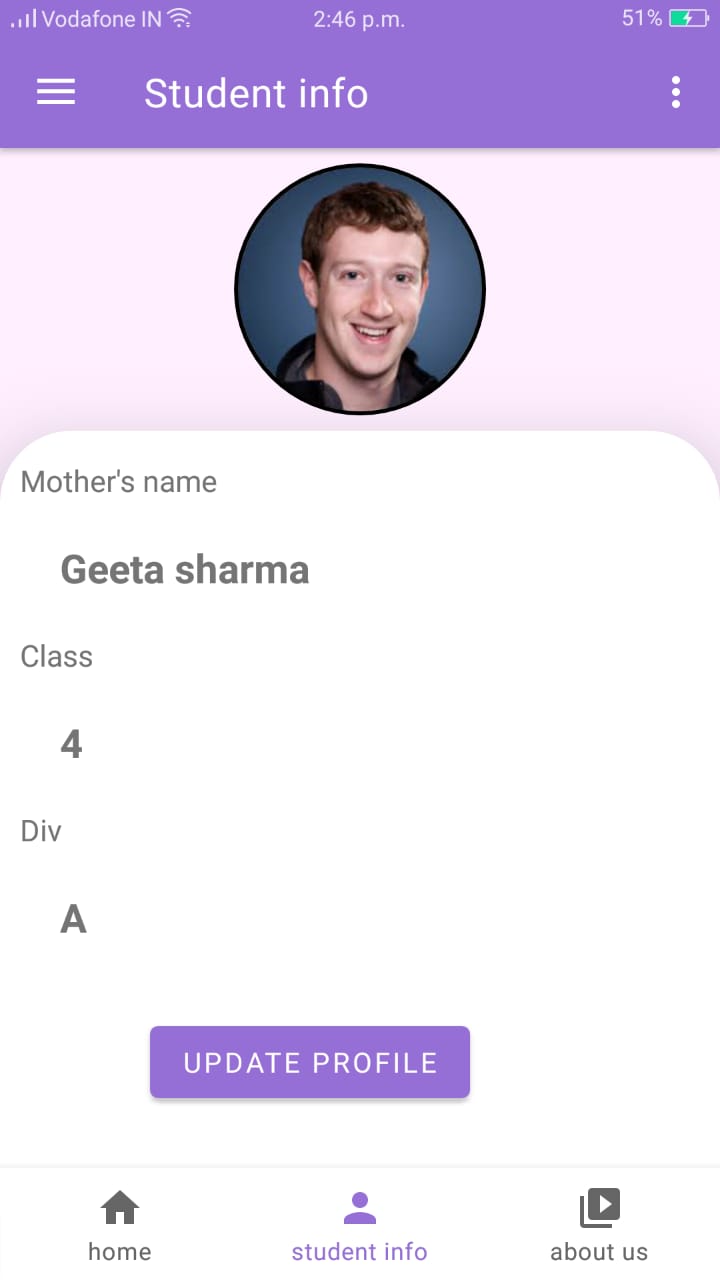 Vodafone IN 2:46 p.m. 51%
Student info
Mother's name
Geeta sharma
Class
4
Div
A
UPDATE PROFILE
home student info about us